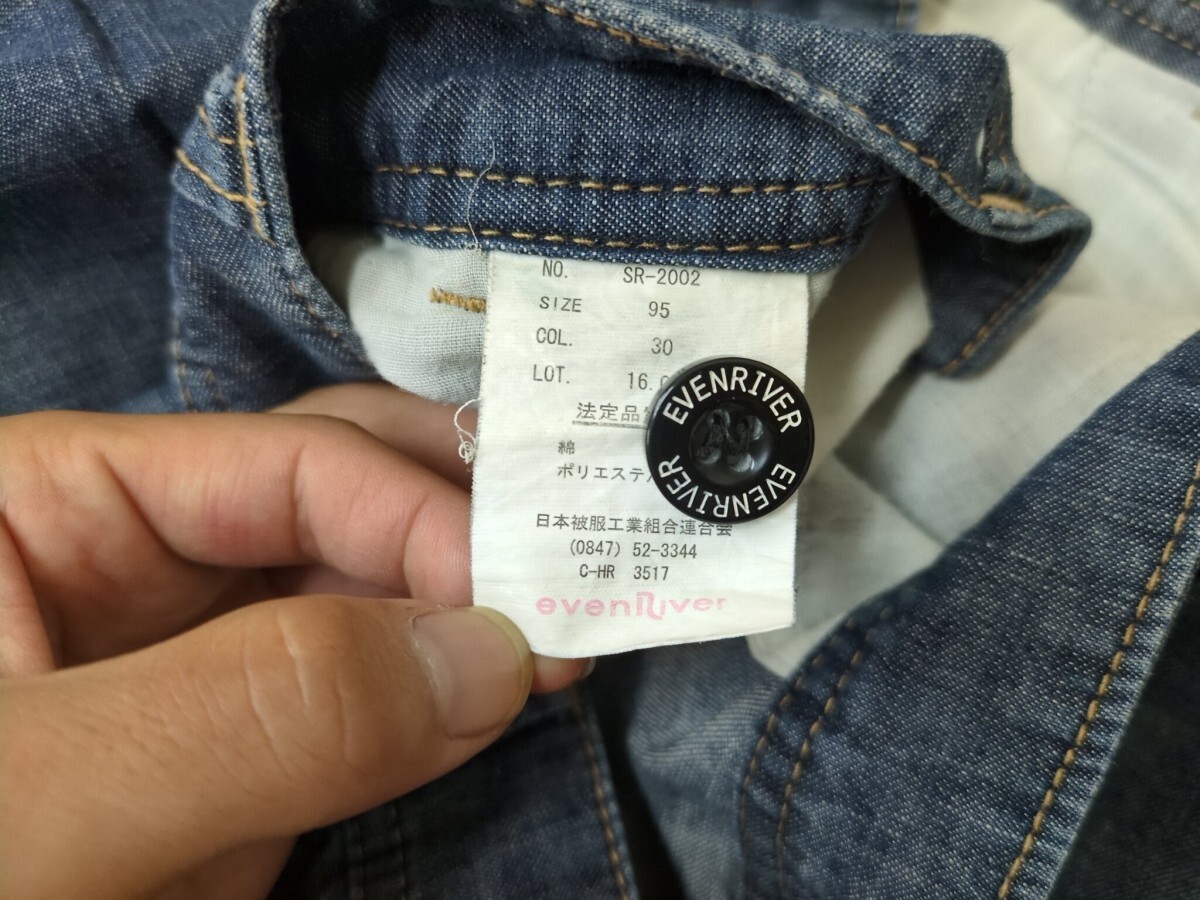 NO. SR-2002
SIZE 95
COL. 30
LOT. 16.
法定品
綿
ポリエステ
日本被服工業組合連合会
(0847) 52-3344
C-HR 3517
evenRiver
EVENRIVER
EVENRIVER